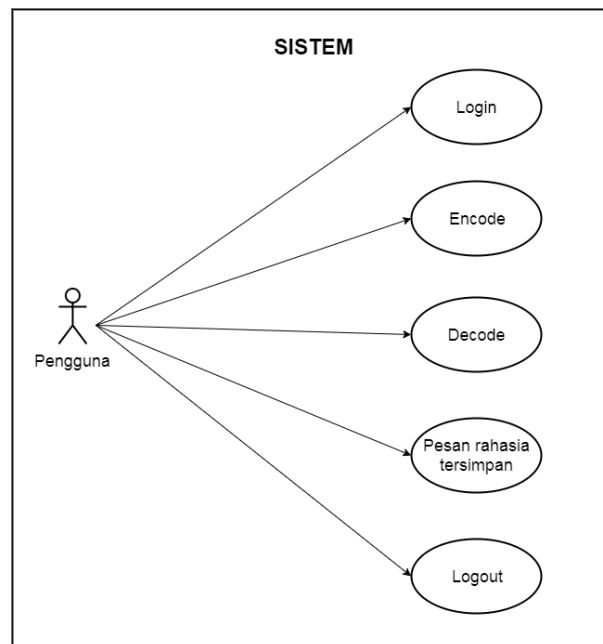 SISTEM
Login
Encode
Pengguna
Decode
Pesan rahasia
tersimpan
Logout